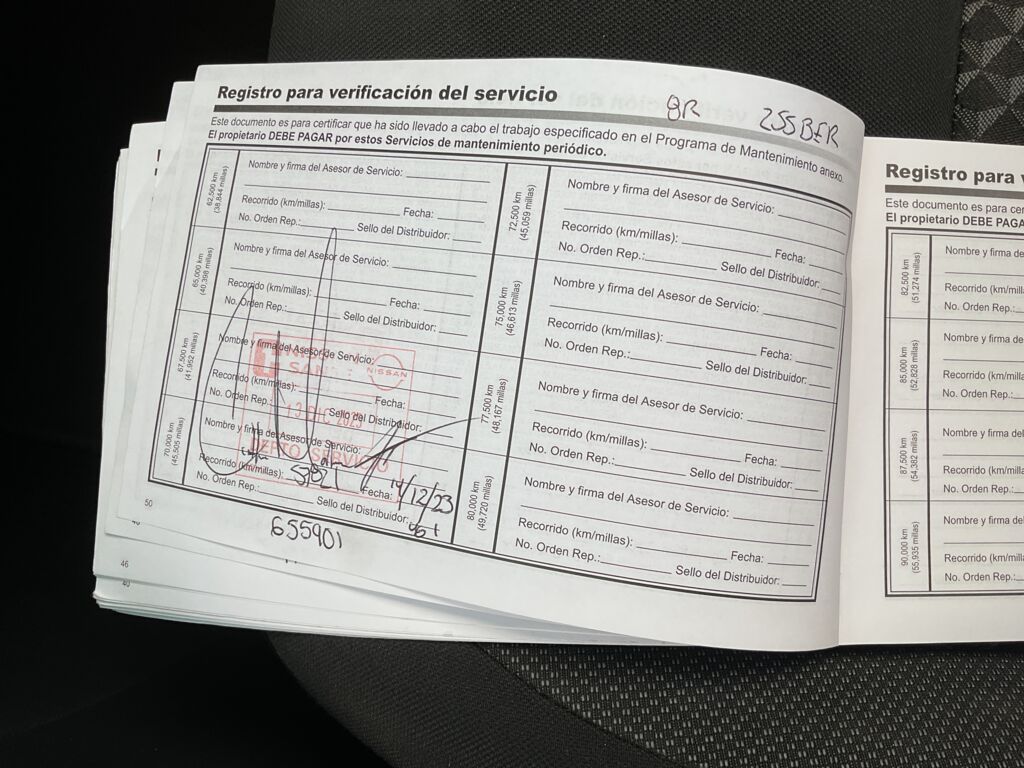 Registro para verificación del servicio
QR 255BER
Este documento es para certificar que ha sido llevado a cabo el trabajo especificado en el Programa de Mantenimiento anexo.
El propietario DEBE PAGAR por estos Servicios de mantenimiento periódico.
62,500 km
(38,844 millas)
Nombre y firma del Asesor de Servicio:
Recorrido (km/millas): Fecha:
No. Orden Rep.: Sello del Distribuidor:
65,000 km
(40,398 millas)
Nombre y firma del Asesor de Servicio:
Recorrido (km/millas): Fecha:
No. Orden Rep.: Sello del Distribuidor:
67,500 km
(41,952 millas)
Nombre y firma del Asesor de Servicio:
Recorrido (km/millas): Fecha:
No. Orden Rep.: Sello del Distribuidor:
NISSAN
13 DIC 2023
DEPTO SERVICIO
70,000 km
(45,505 millas)
Nombre y firma del Asesor de Servicio:
Recorrido (km/millas): Fecha: 14/12/23
No. Orden Rep.: Sello del Distribuidor:
655901
50
72,500 km
(45,059 millas)
Nombre y firma del Asesor de Servicio:
Recorrido (km/millas): Fecha:
No. Orden Rep.: Sello del Distribuidor:
75,000 km
(46,613 millas)
Nombre y firma del Asesor de Servicio:
Recorrido (km/millas): Fecha:
No. Orden Rep.: Sello del Distribuidor:
77,500 km
(48,167 millas)
Nombre y firma del Asesor de Servicio:
Recorrido (km/millas): Fecha:
No. Orden Rep.: Sello del Distribuidor:
80,000 km
(49,720 millas)
Nombre y firma del Asesor de Servicio:
Recorrido (km/millas): Fecha:
No. Orden Rep.: Sello del Distribuidor:
46
Registro para v
Este documento es para cer
El propietario DEBE PAGA
82,500 km
(51,274 millas)
Nombre y firma de
Recorrido (km/milla
No. Orden Rep.:
85,000 km
(52,828 millas)
Nombre y firma de
Recorrido (km/milla
No. Orden Rep.:
87,500 km
(54,382 millas)
Nombre y firma del
Recorrido (km/millas
No. Orden Rep.:
90,000 km
(55,935 millas)
Nombre y firma de
Recorrido (km/milla
No. Orden Rep.: